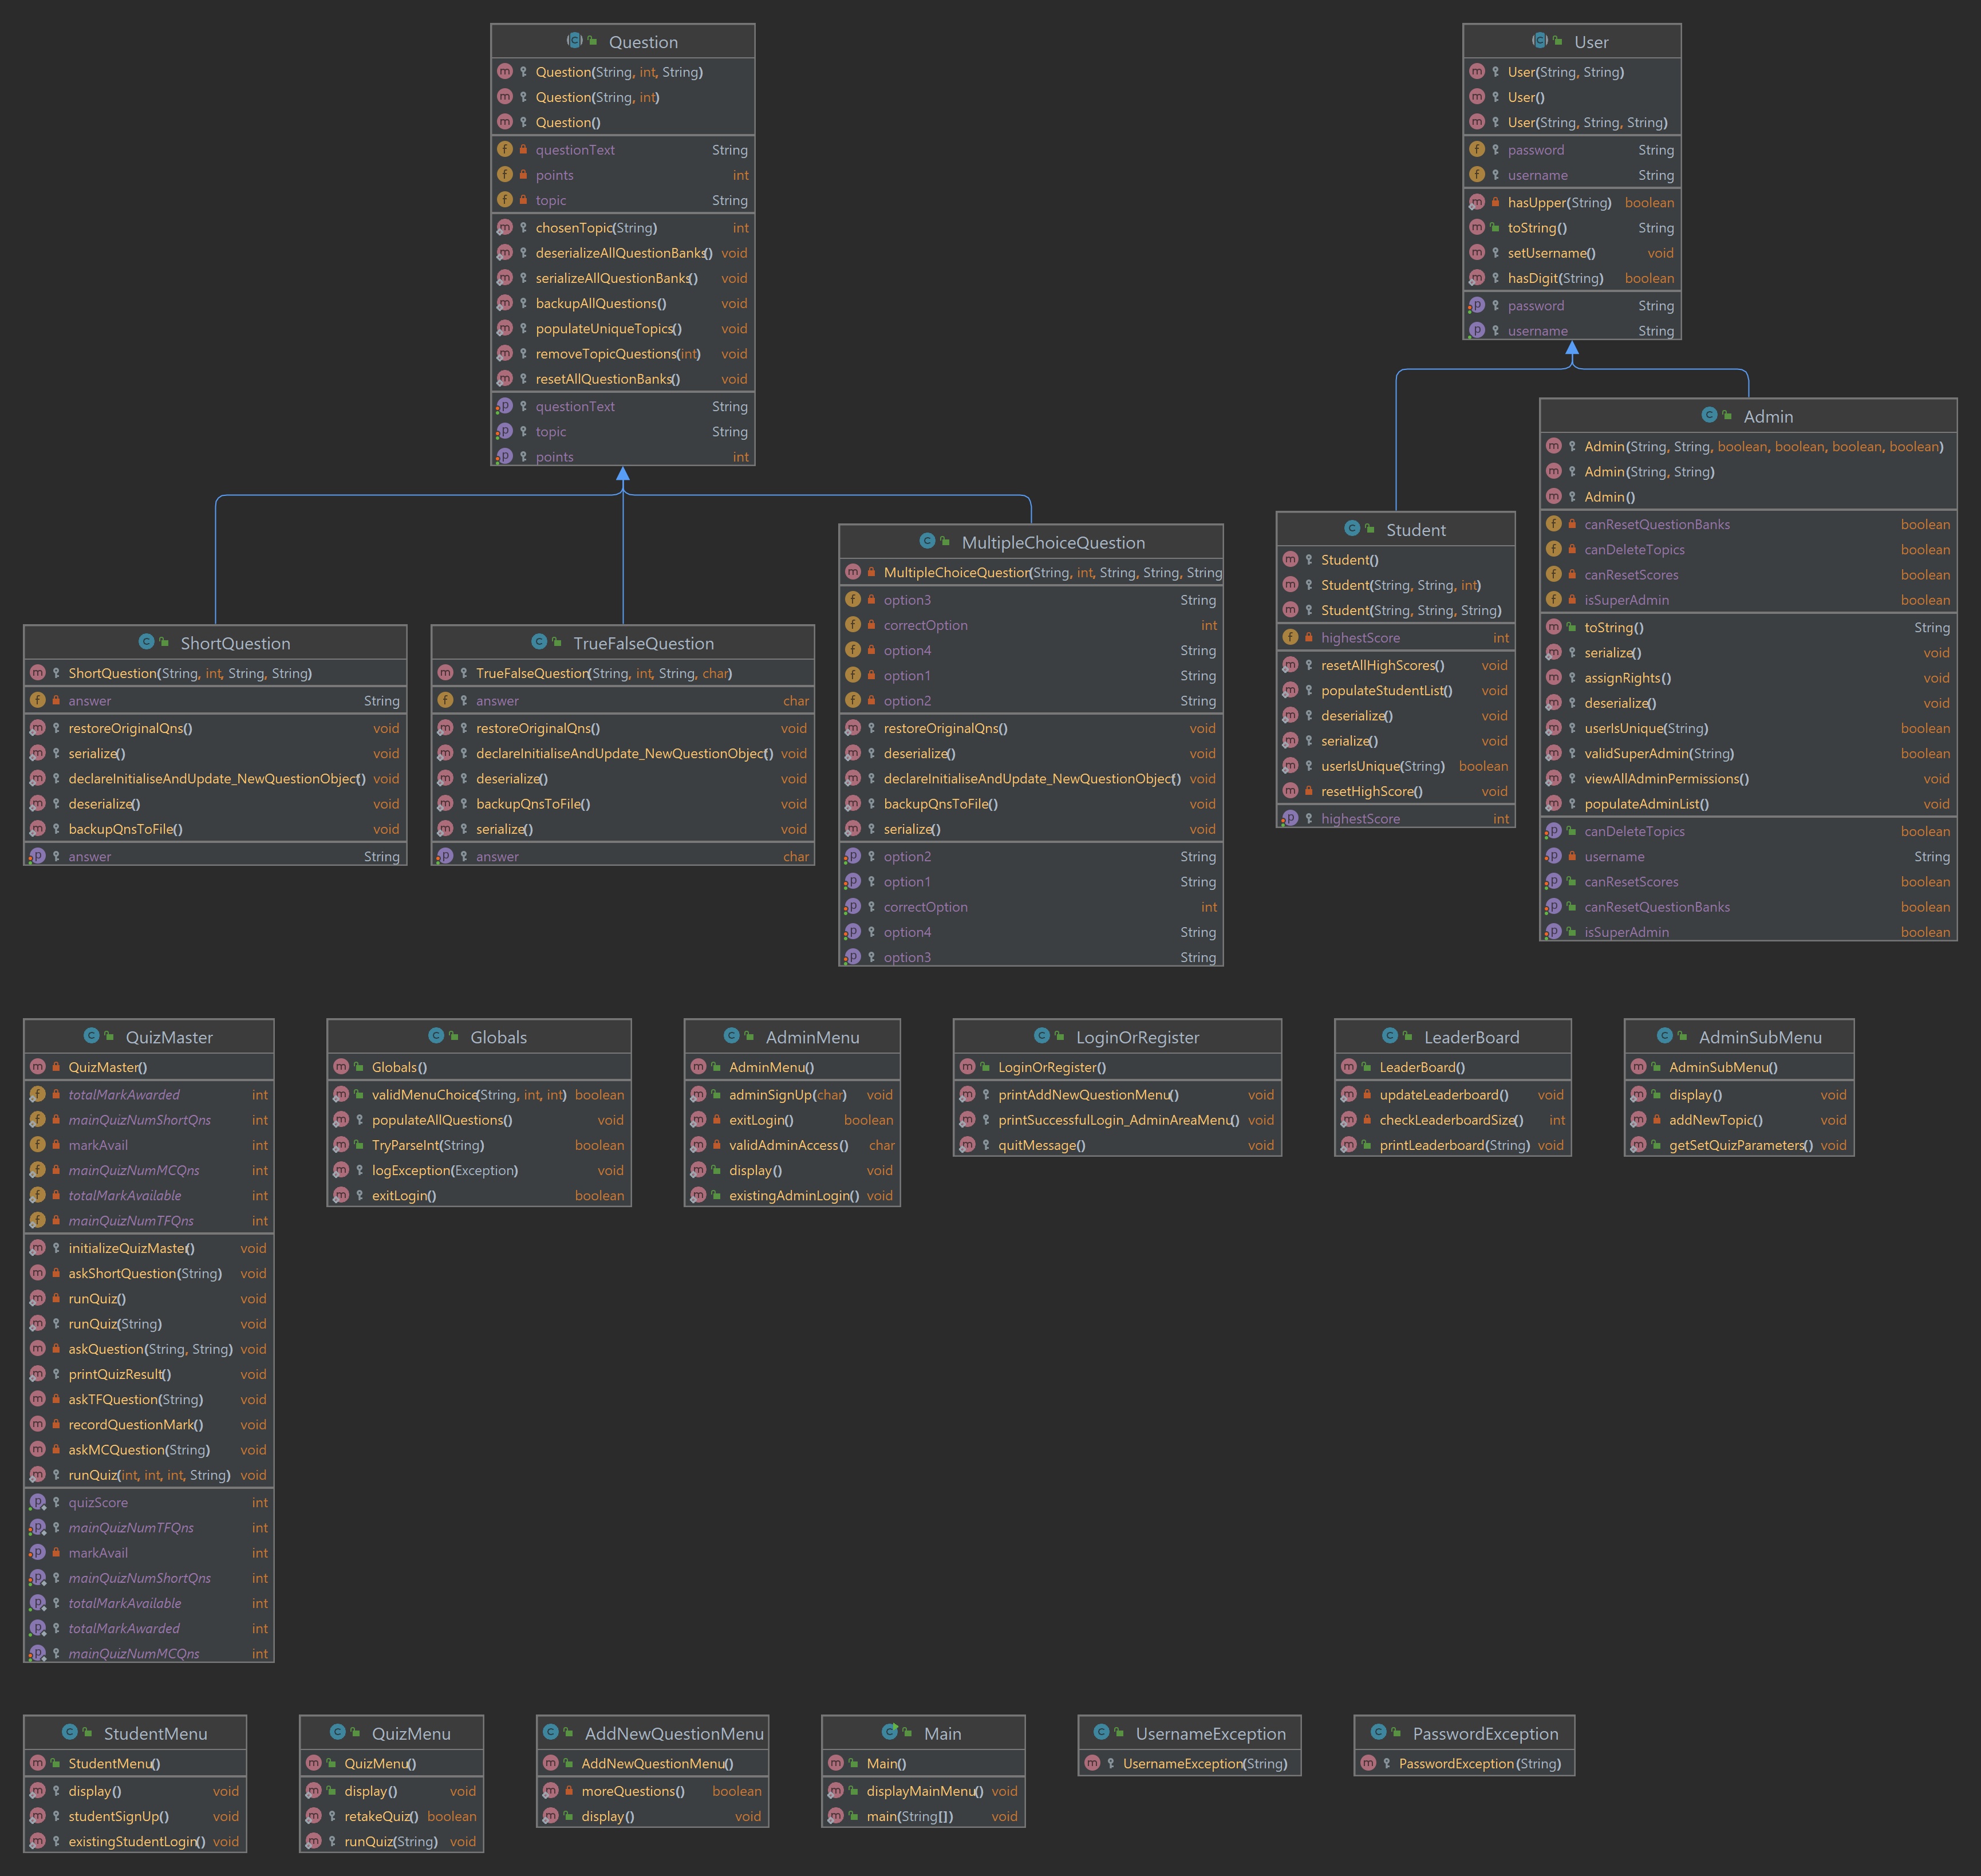 Question
Question(String, int, String)
Question(String, int)
Question()
questionText String
points int
topic String
chosenTopic(String) int
deserializeAllQuestionBanks() void
serializeAllQuestionBanks() void
backupAllQuestions() void
populateUniqueTopics() void
removeTopicQuestions(int) void
resetAllQuestionBanks() void
questionText String
topic String
points int
User
User(String, String)
User()
User(String, String, String)
password String
username String
hasUpper(String) boolean
toString() String
setUsername() void
hasDigit(String) boolean
password String
username String
ShortQuestion
ShortQuestion(String, int, String, String)
answer String
restoreOriginalQns() void
serialize() void
declareInitialiseAndUpdate_NewQuestionObject() void
deserialize() void
backupQnsToFile() void
answer String
TrueFalseQuestion
TrueFalseQuestion(String, int, String, char)
answer char
restoreOriginalQns() void
declareInitialiseAndUpdate_NewQuestionObject() void
deserialize() void
backupQnsToFile() void
serialize() void
answer char
MultipleChoiceQuestion
MultipleChoiceQuestion(String, int, String, String, String
option3 String
correctOption int
option4 String
option1 String
option2 String
restoreOriginalQns() void
deserialize() void
declareInitialiseAndUpdate_NewQuestionObject() void
backupQnsToFile() void
serialize() void
option2 String
option1 String
correctOption int
option4 String
option3 String
Student
Student()
Student(String, String, int)
Student(String, String, String)
highestScore int
resetAllHighScores() void
populateStudentList() void
deserialize() void
serialize() void
userIsUnique(String) boolean
resetHighScore() void
highestScore int
Admin
Admin(String, String, boolean, boolean, boolean, boolean)
Admin(String, String)
Admin()
canResetQuestionBanks boolean
canDeleteTopics boolean
canResetScores boolean
isSuperAdmin boolean
toString() String
serialize() void
assignRights() void
deserialize() void
userIsUnique(String) boolean
validSuperAdmin(String) boolean
viewAllAdminPermissions() void
populateAdminList() void
canDeleteTopics boolean
username String
canResetScores boolean
canResetQuestionBanks boolean
isSuperAdmin boolean
QuizMaster
QuizMaster()
totalMarkAwarded int
mainQuizNumShortQns int
markAvail int
mainQuizNumMCQns int
totalMarkAvailable int
mainQuizNumTFQns int
initializeQuizMaster() void
askShortQuestion(String) void
runQuiz() void
runQuiz(String) void
askQuestion(String, String) void
printQuizResult() void
askTFQuestion(String) void
recordQuestionMark() void
askMCQuestion(String) void
runQuiz(int, int, int, String) void
quizScore int
mainQuizNumTFQns int
markAvail int
mainQuizNumShortQns int
totalMarkAvailable int
totalMarkAwarded int
mainQuizNumMCQns int
Globals
Globals()
validMenuChoice(String, int, int) boolean
populateAllQuestions() void
TryParseInt(String) boolean
logException(Exception) void
exitLogin() boolean
AdminMenu
AdminMenu()
adminSignUp(char) void
exitLogin() boolean
validAdminAccess() char
display() void
existingAdminLogin() void
LoginOrRegister
LoginOrRegister()
printAddNewQuestionMenu() void
printSuccessfulLogin_AdminAreaMenu() void
quitMessage() void
LeaderBoard
LeaderBoard()
updateLeaderboard() void
checkLeaderboardSize() int
printLeaderboard(String) void
AdminSubMenu
AdminSubMenu()
display() void
addNewTopic() void
getSetQuizParameters() void
StudentMenu
StudentMenu()
display() void
studentSignUp() void
existingStudentLogin() void
QuizMenu
QuizMenu()
display() void
retakeQuiz() boolean
runQuiz(String) void
AddNewQuestionMenu
AddNewQuestionMenu()
moreQuestions() boolean
display() void
Main
Main()
displayMainMenu() void
main(String[]) void
UsernameException
UsernameException(String)
PasswordException
PasswordException(String)